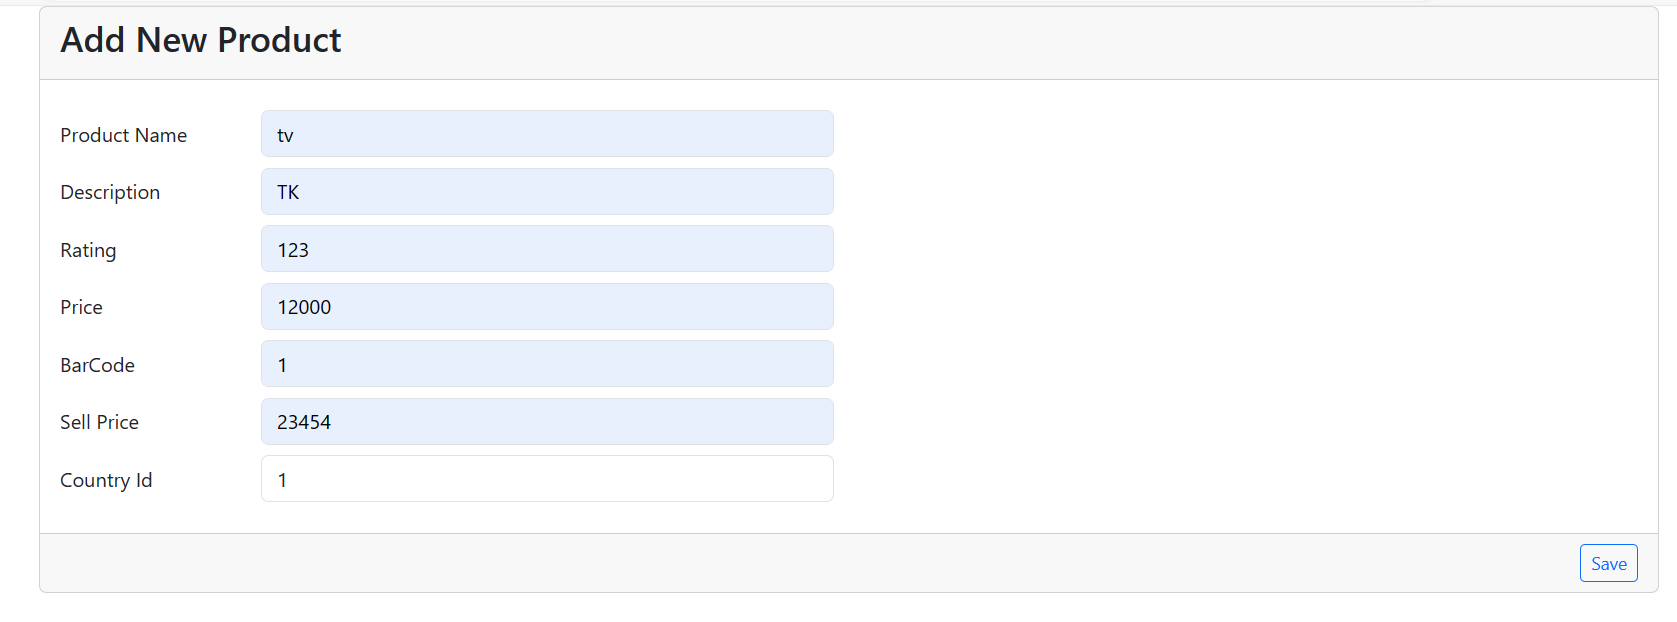 Add New Product
Product Name tv
Description TK
Rating 123
Price 12000
BarCode 1
Sell Price 23454
Country Id 1
Save